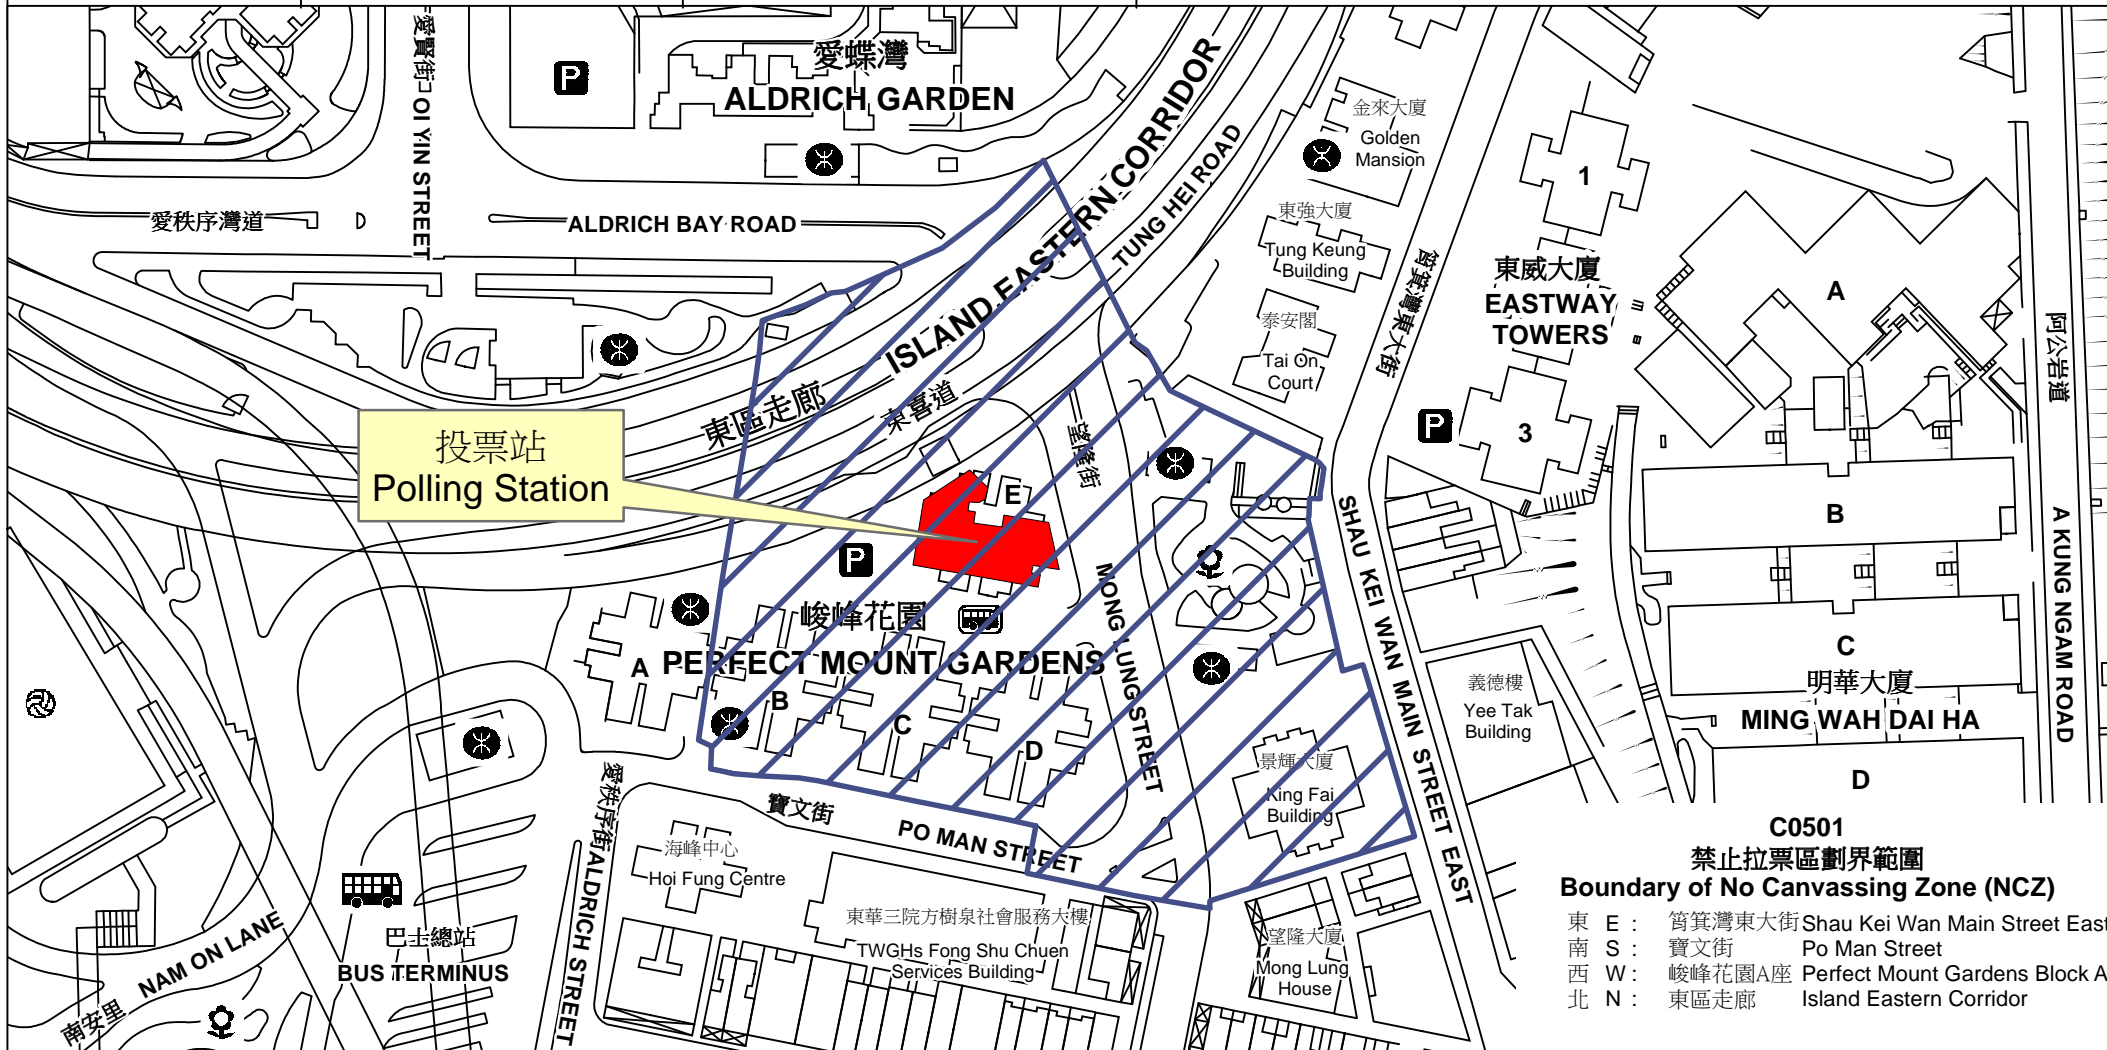 愛賢街
OI YIN STREET
愛蝶灣
ALDRICH GARDEN
P
愛秩序灣道
ALDRICH BAY ROAD
ISLAND EASTERN CORRIDOR
東區走廊
TUNG HEI ROAD
東喜道
金來大廈
Golden
Mansion
東強大廈
Tung Keung
Building
泰安閣
Tai On
Court
筲箕灣東大街
SHAU KEI WAN MAIN STREET EAST
東威大廈
EASTWAY
TOWERS
1
3
P
A
B
C
明華大廈
MING WAH DAI HA
D
阿公岩道
A KUNG NGAM ROAD
投票站
Polling Station
望隆街
MONG LUNG STREET
E
P
峻峰花園
PERFECT MOUNT GARDENS
A
B
C
D
景輝大廈
King Fai
Building
義德樓
Yee Tak
Building
寶文街
PO MAN STREET
愛秩序街
ALDRICH STREET
海峰中心
Hoi Fung Centre
東華三院方樹泉社會服務大樓
TWGHs Fong Shu Chuen
Services Building
望隆大廈
Mong Lung
House
巴士總站
BUS TERMINUS
南安里
NAM ON LANE
C0501
禁止拉票區劃界範圍
Boundary of No Canvassing Zone (NCZ)
東 E : 筲箕灣東大街 Shau Kei Wan Main Street East
南 S : 寶文街 Po Man Street
西 W : 峻峰花園A座 Perfect Mount Gardens Block A
北 N : 東區走廊 Island Eastern Corridor